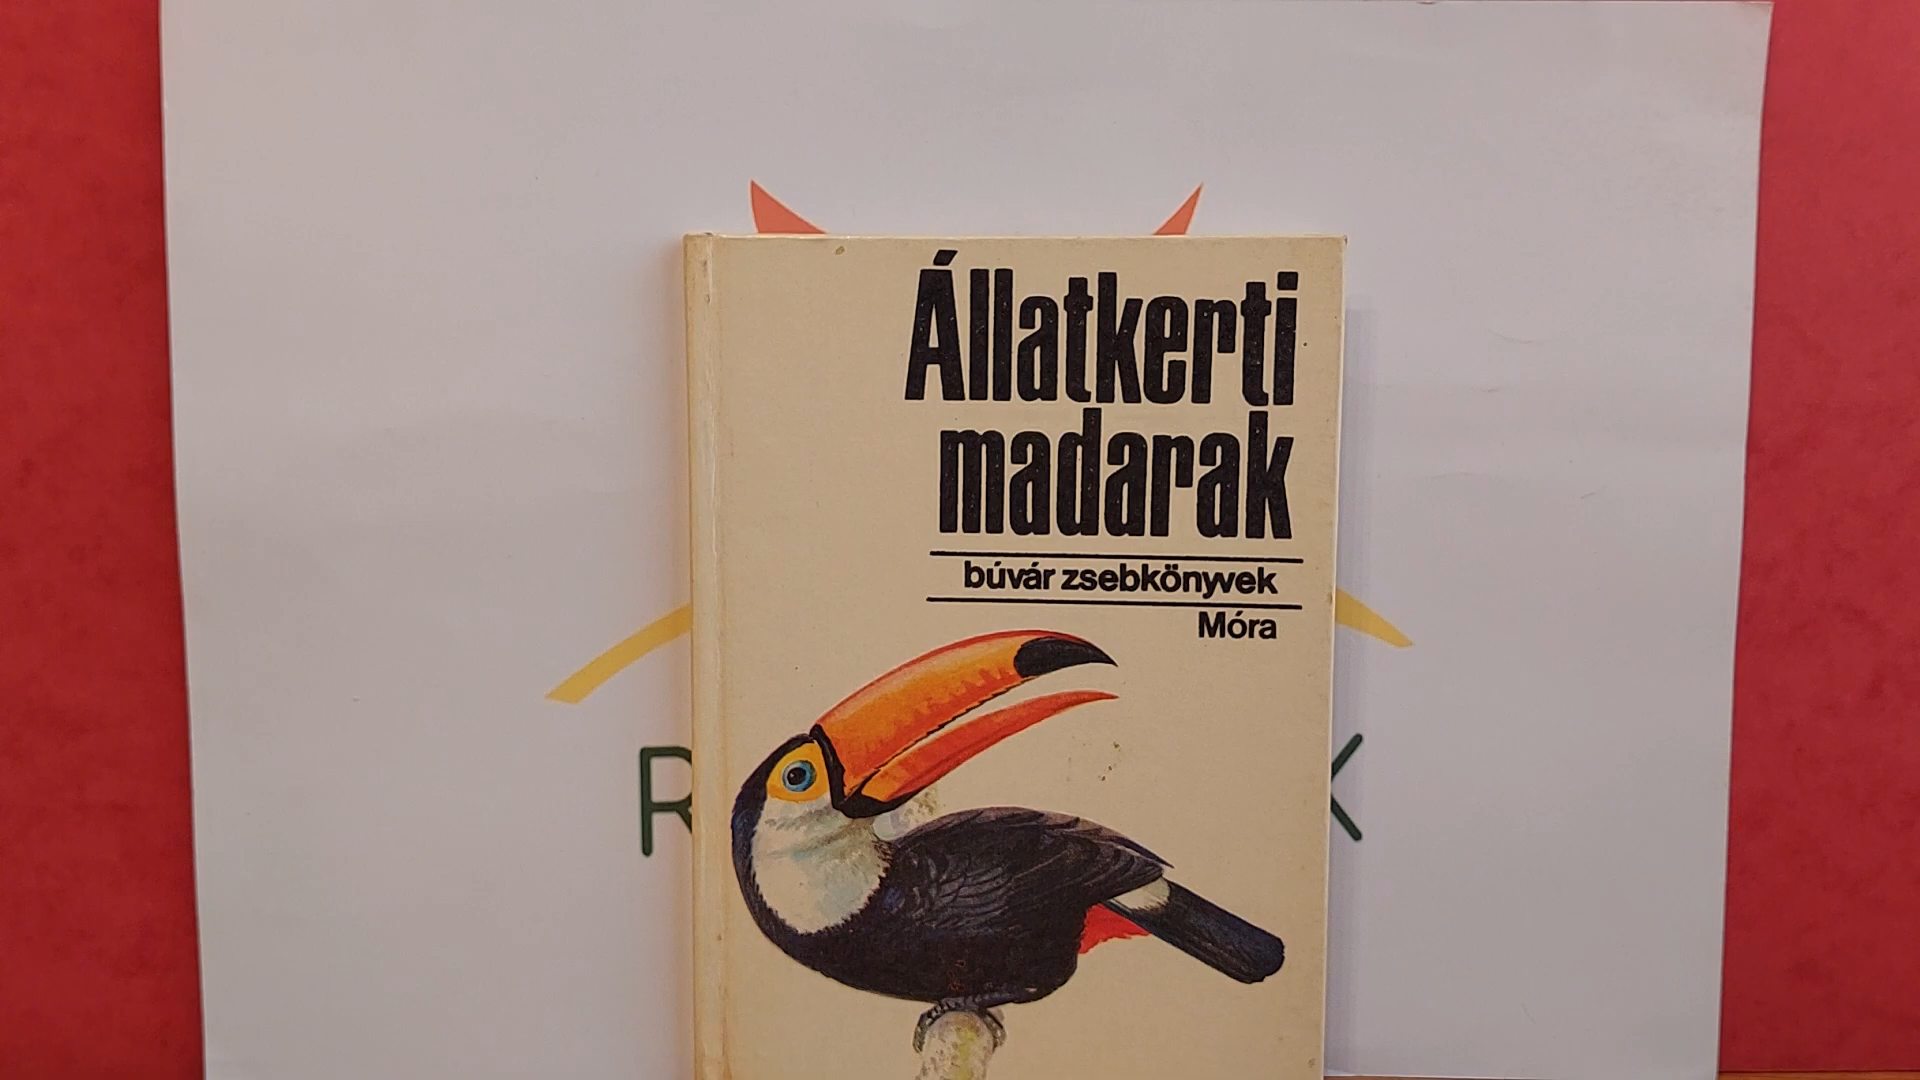 Állatkerti
madarak
búvár zsebkönyvek
Móra
R
K